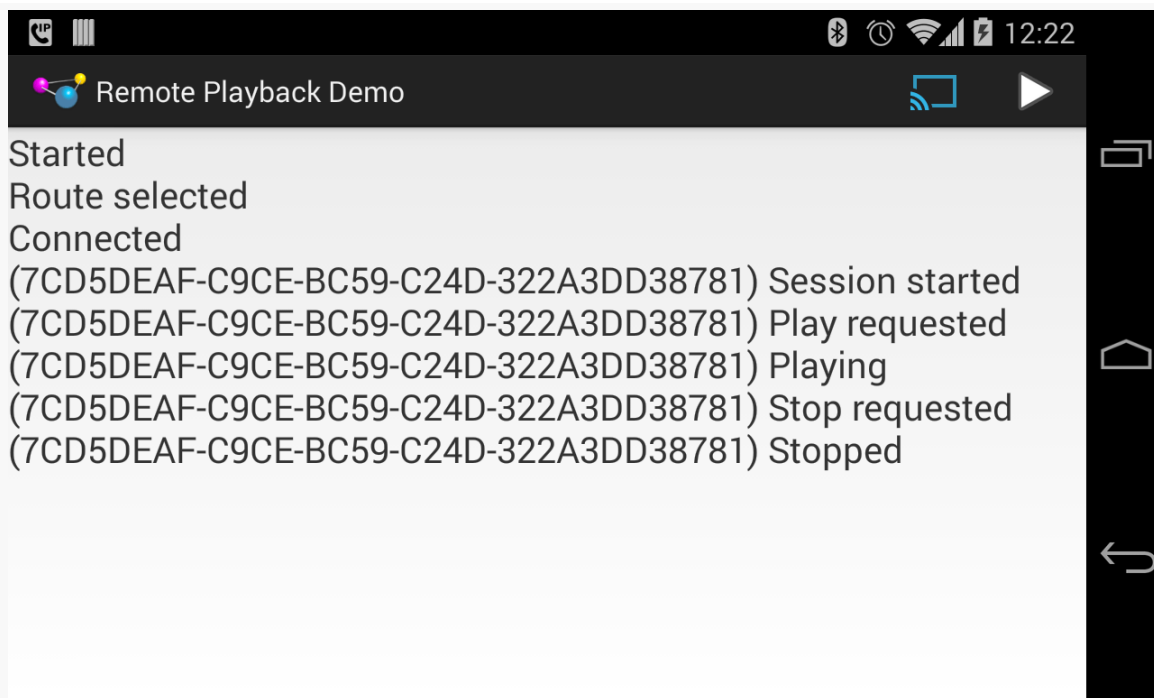 12:22
Remote Playback Demo
Started
Route selected
Connected
(7CD5DEAF-C9CE-BC59-C24D-322A3DD38781) Session started
(7CD5DEAF-C9CE-BC59-C24D-322A3DD38781) Play requested
(7CD5DEAF-C9CE-BC59-C24D-322A3DD38781) Playing
(7CD5DEAF-C9CE-BC59-C24D-322A3DD38781) Stop requested
(7CD5DEAF-C9CE-BC59-C24D-322A3DD38781) Stopped